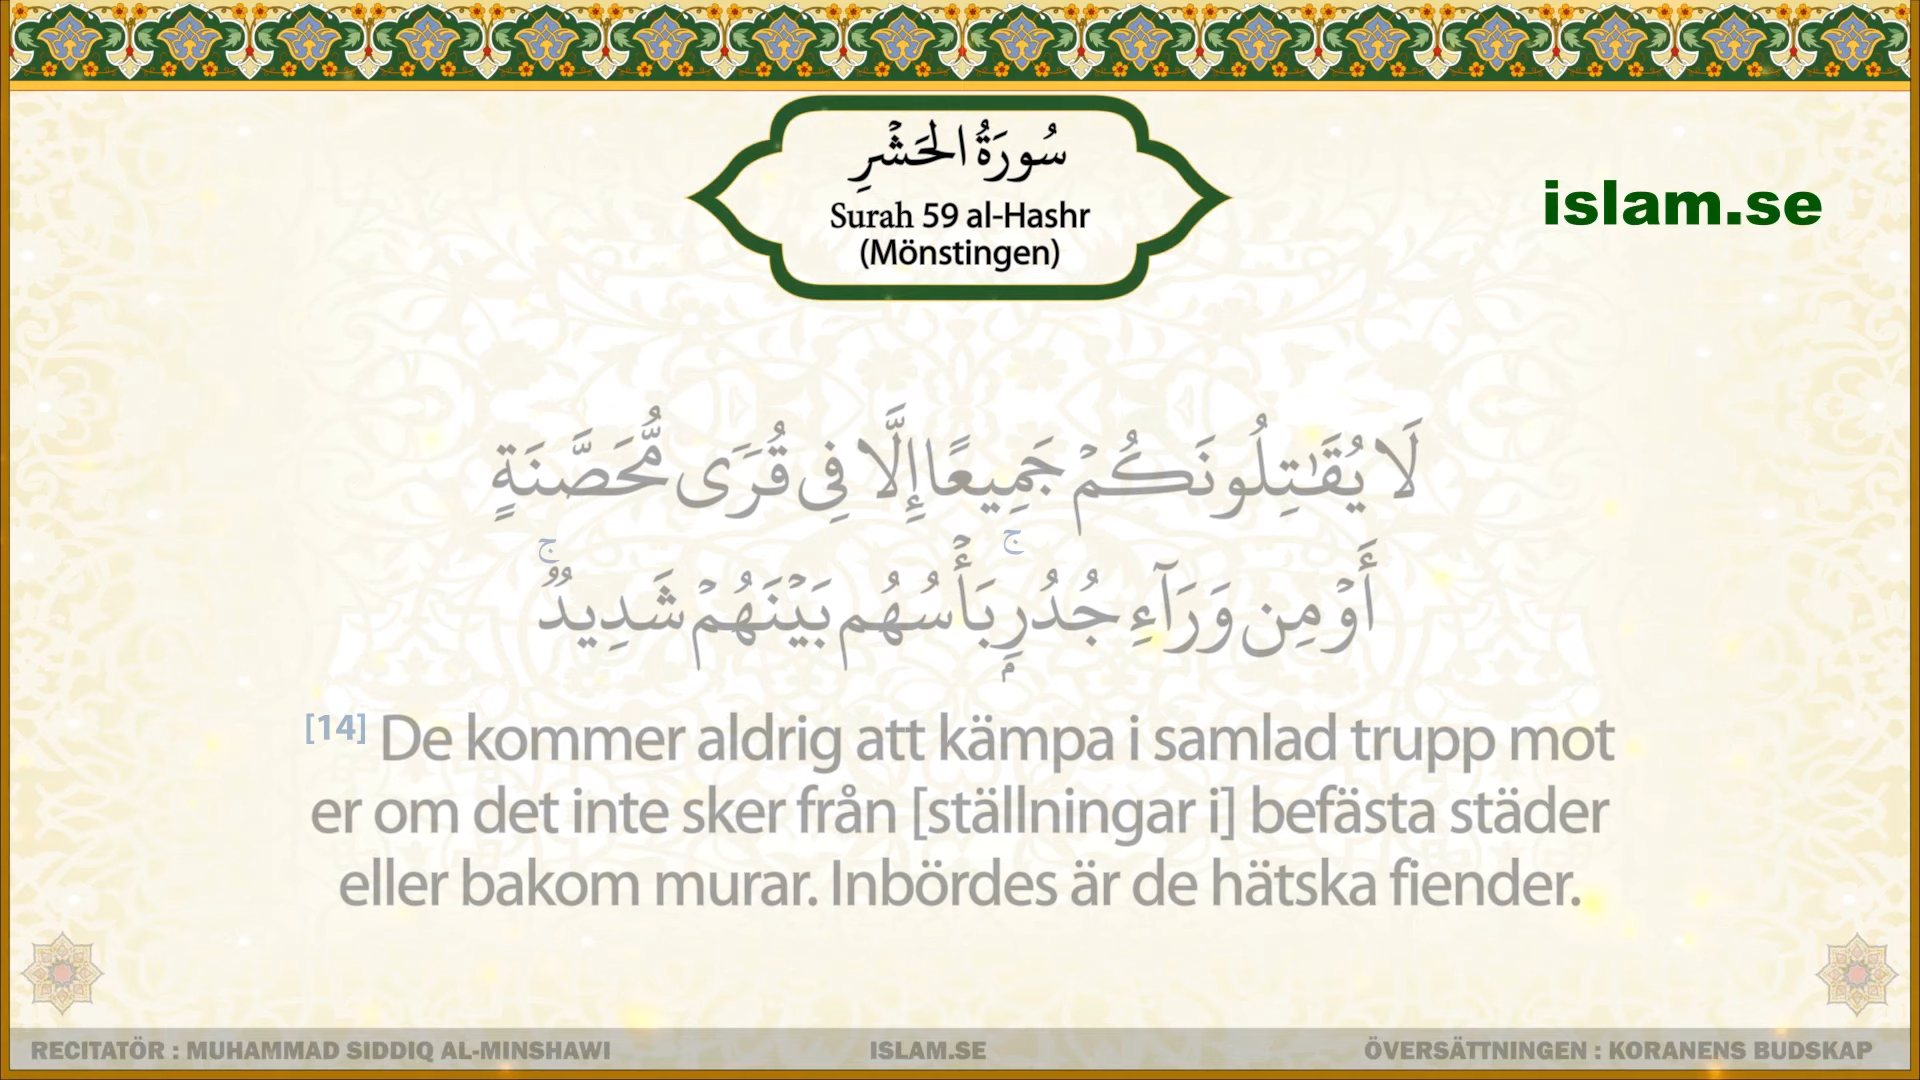 سُورَةُ الْحَشْرِ
Surah 59 al-Hashr
(Mönstingen)
islam.se
لَا يُقَٰتِلُونَكُمْ جَمِيعًا إِلَّا فِى قُرًى مُّحَصَّنَةٍ
أَوْ مِن وَرَآءِ جُدُرٍۭ ۚ بَأْسُهُم بَيْنَهُمْ شَدِيدٌ ۚ
[14] De kommer aldrig att kämpa i samlad trupp mot
er om det inte sker från [ställningar i] befästa städer
eller bakom murar. Inbördes är de hätska fiender.
RECITATÖR : MUHAMMAD SIDDIQ AL-MINSHAWI
ISLAM.SE
ÖVERSÄTTNINGEN : KORANENS BUDSKAP